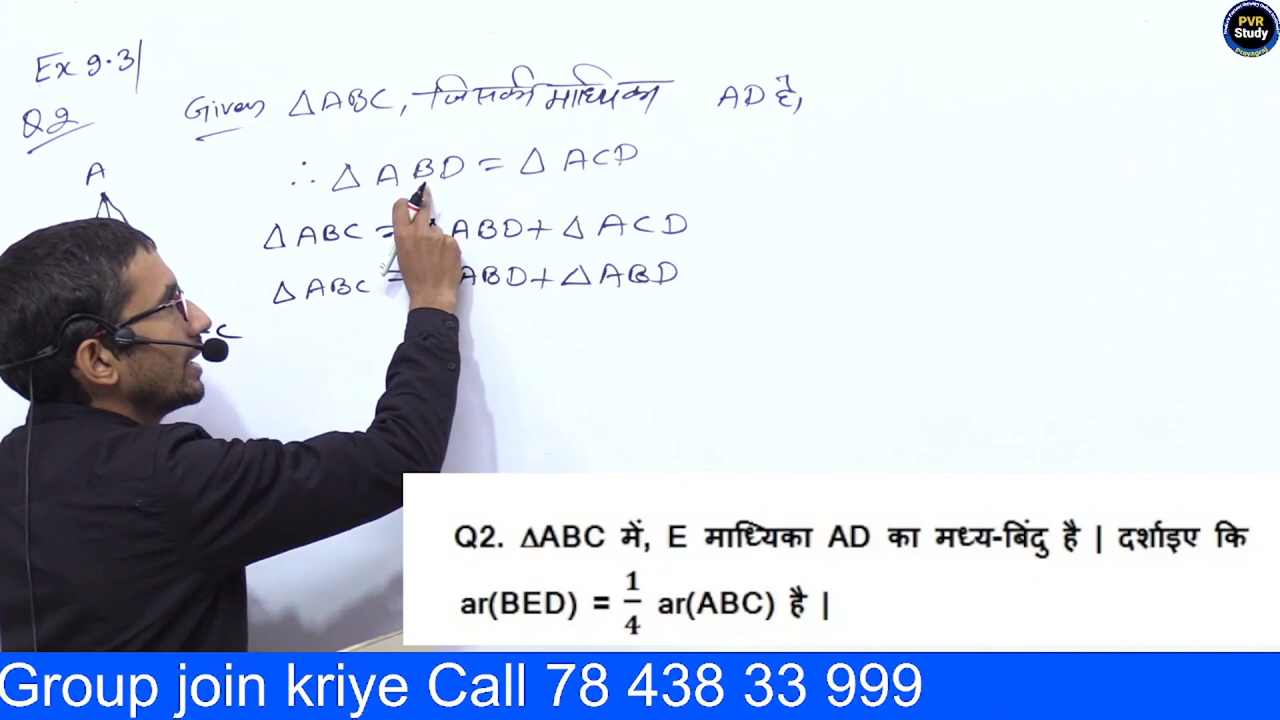 PVR
Study
Ex 9.3
Q2
Given △ABC, जिसकी माध्यिका AD है,
A
∴ △ABD = △ACD
△ABC = ABD + △ACD
△ABC = ABD + △ABD
C
Q2. ∆ABC में, E माध्यिका AD का मध्य-बिंदु है | दर्शाइए कि
ar(BED) = 1/4 ar(ABC) है |
Group join kriye Call 78 438 33 999